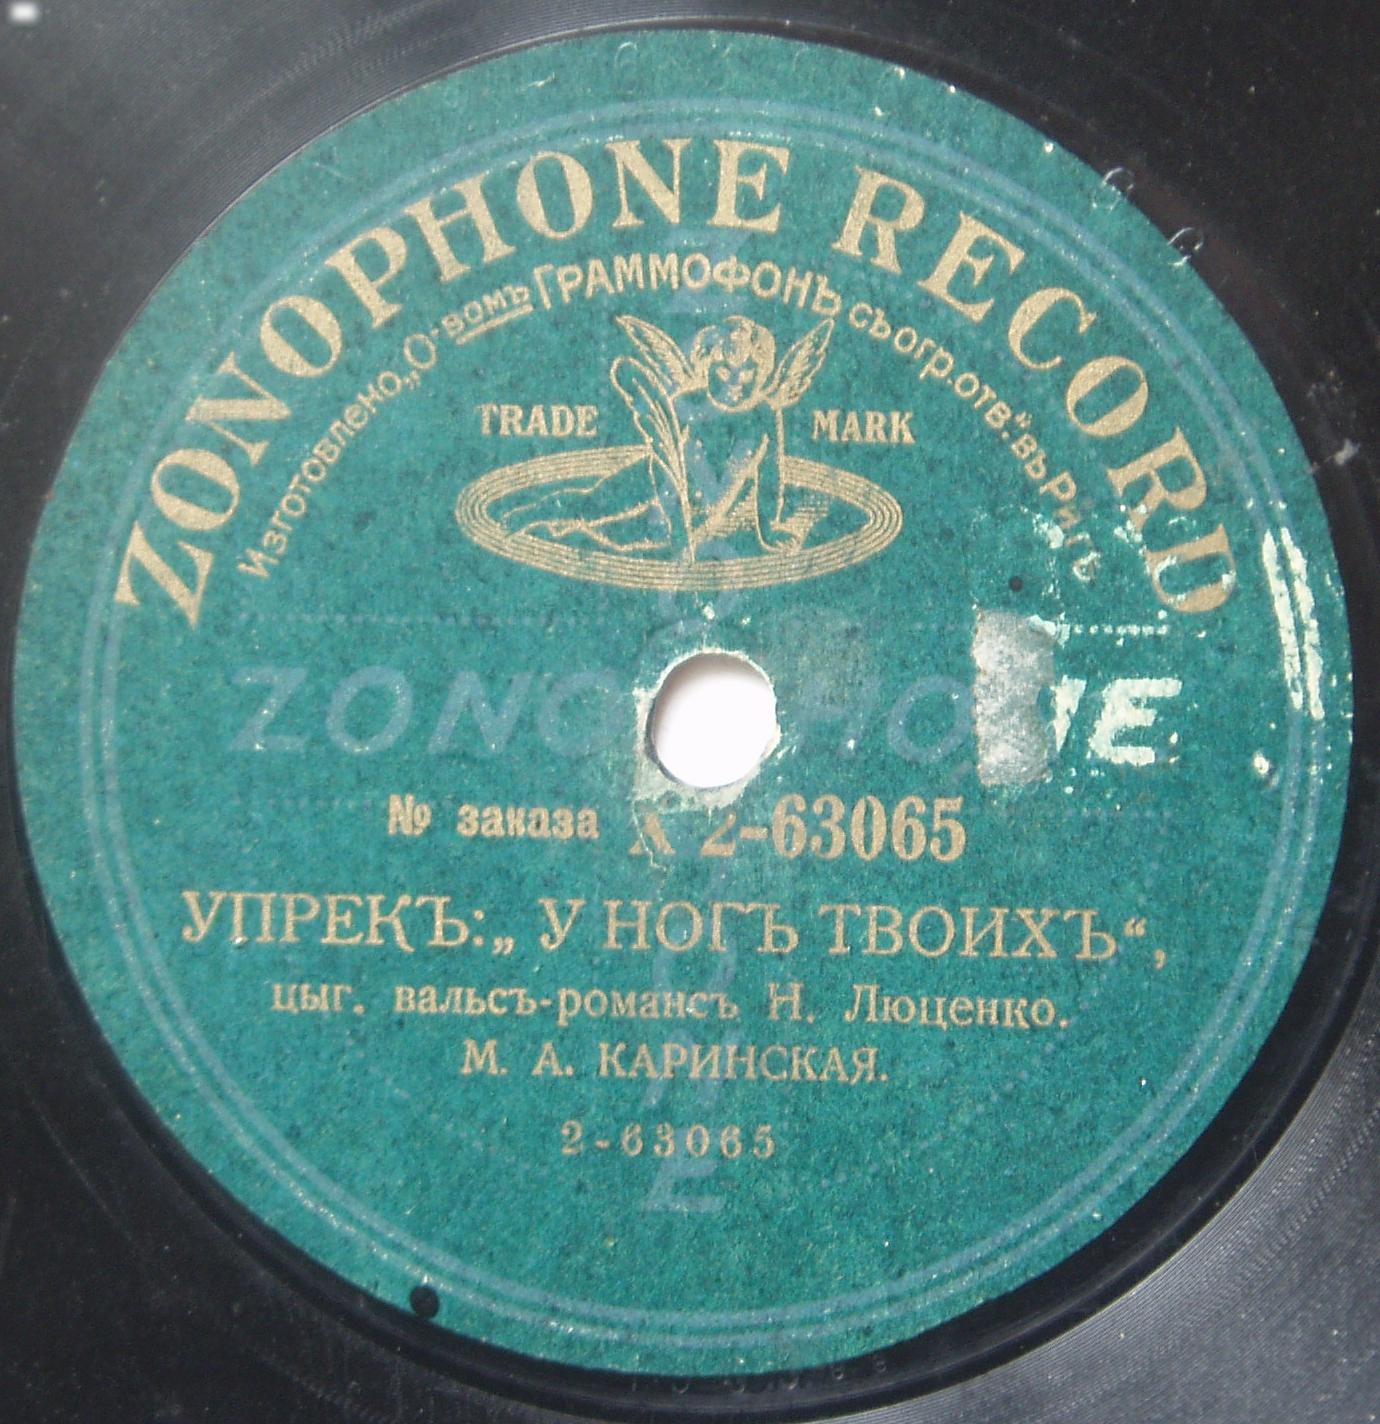 ZONOPHONE RECORD
Изготовлено „О-вомъ ГРАММОФОНЪ съ огр. отв.“ въ Ригѣ
TRADE MARK
ZONOPHONE
№ заказа X 2-63065
УПРЕКЪ: „У НОГЪ ТВОИХЪ“,
цыг. вальсъ-романсъ Н. Люценко.
М. А. КАРИНСКАЯ.
2-63065